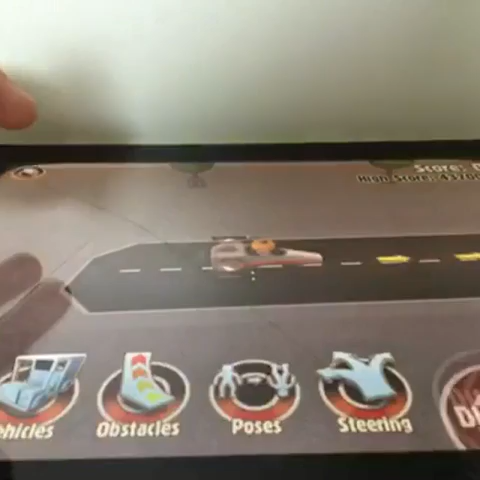 Score:
High Score:
ehicles
Obstacles
Poses
Steering